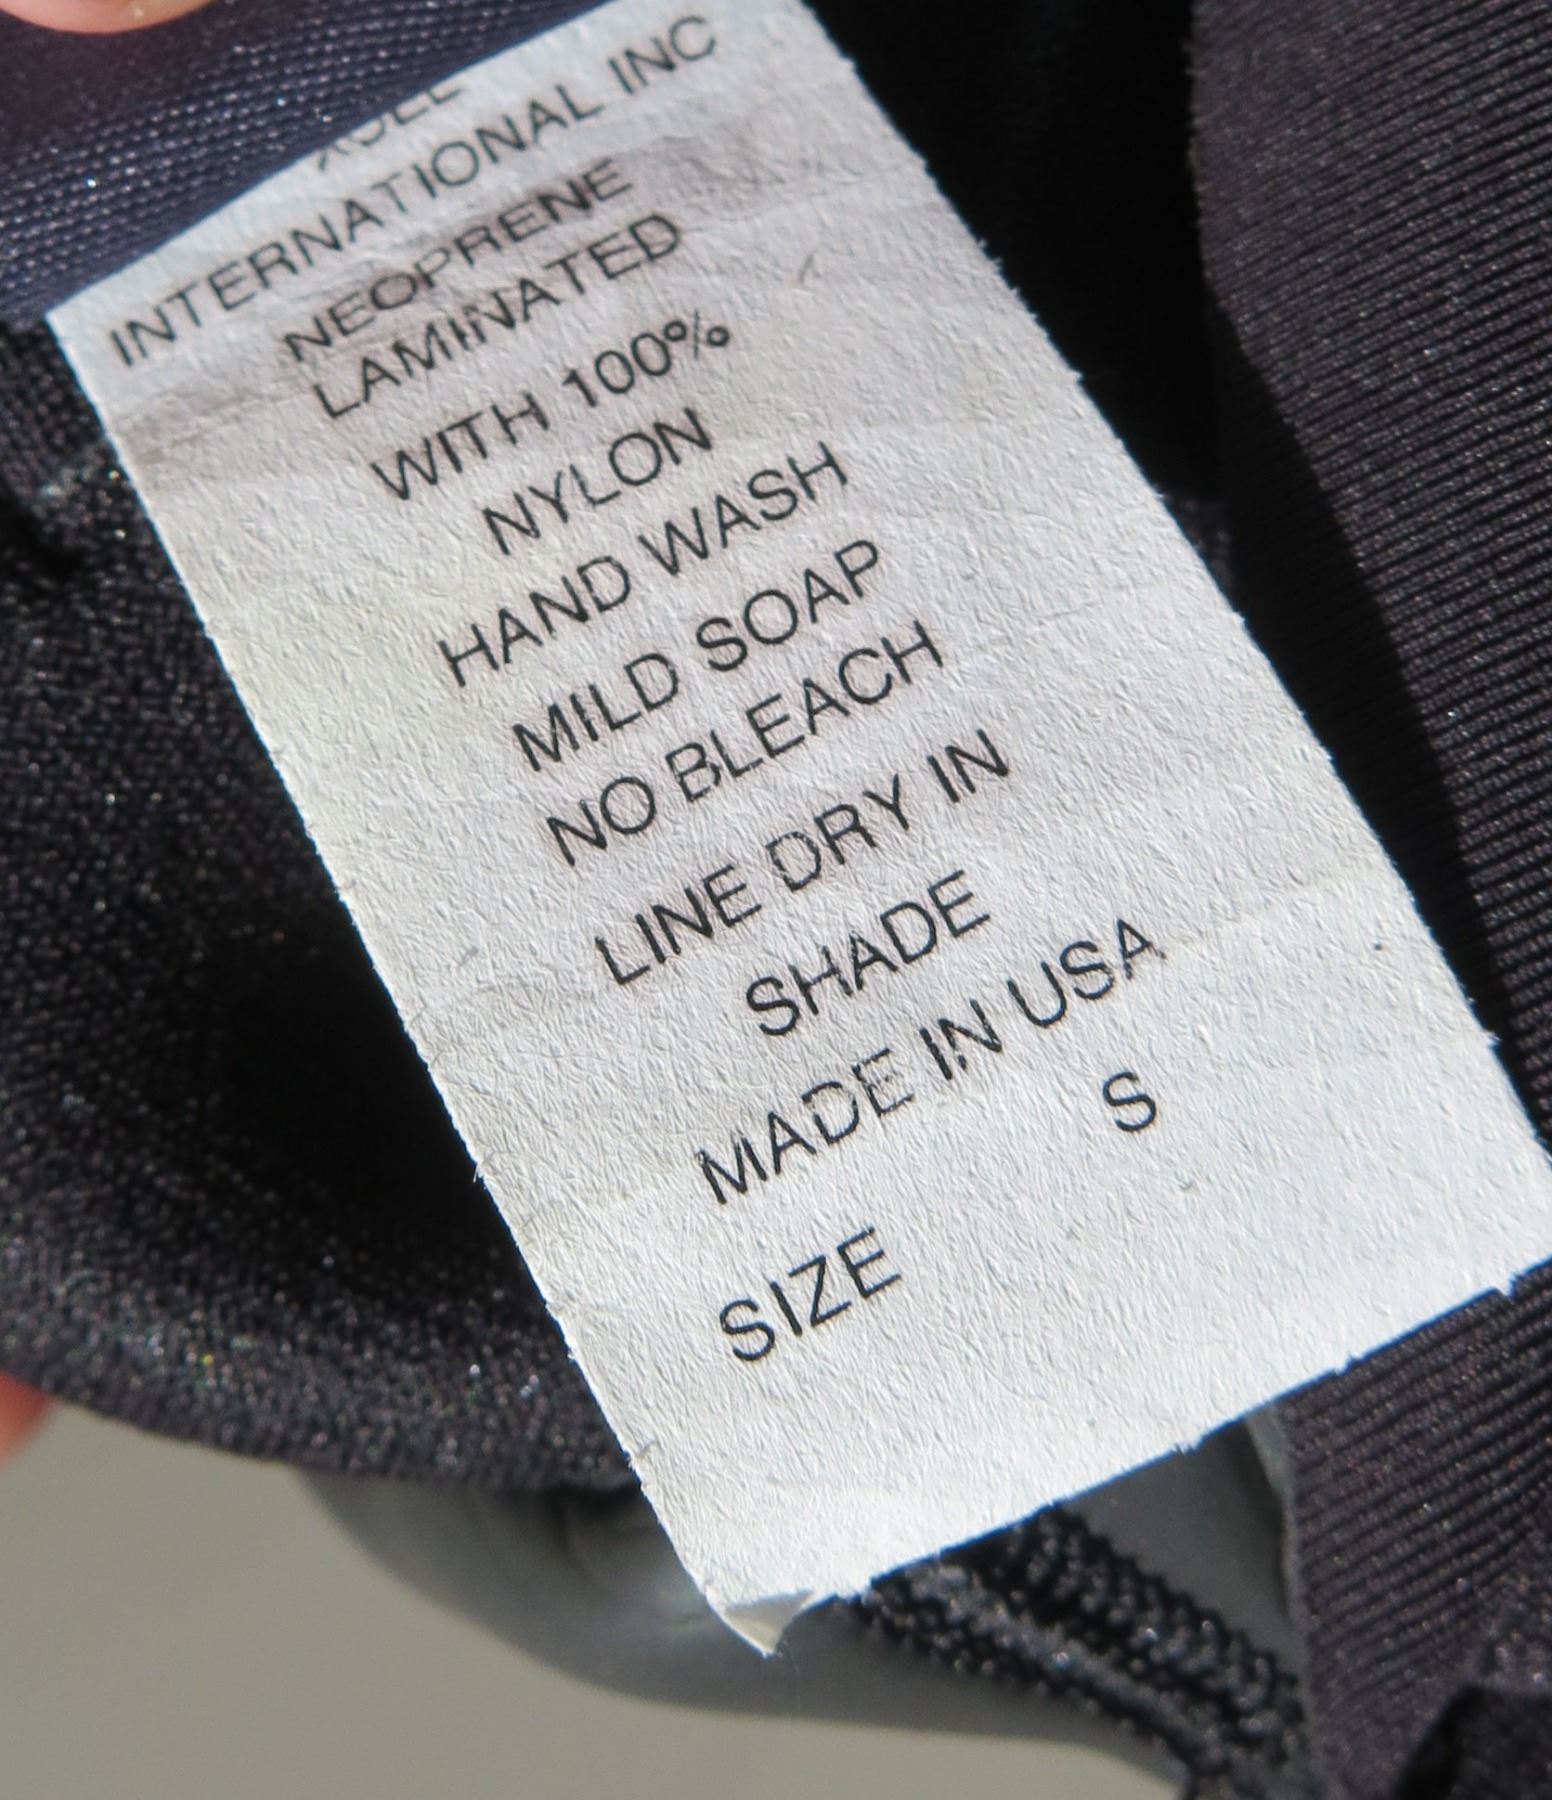 INTERNATIONAL INC
NEOPRENE
LAMINATED
WITH 100%
NYLON
HAND WASH
MILD SOAP
NO BLEACH
LINE DRY IN
SHADE
MADE IN USA
S
SIZE